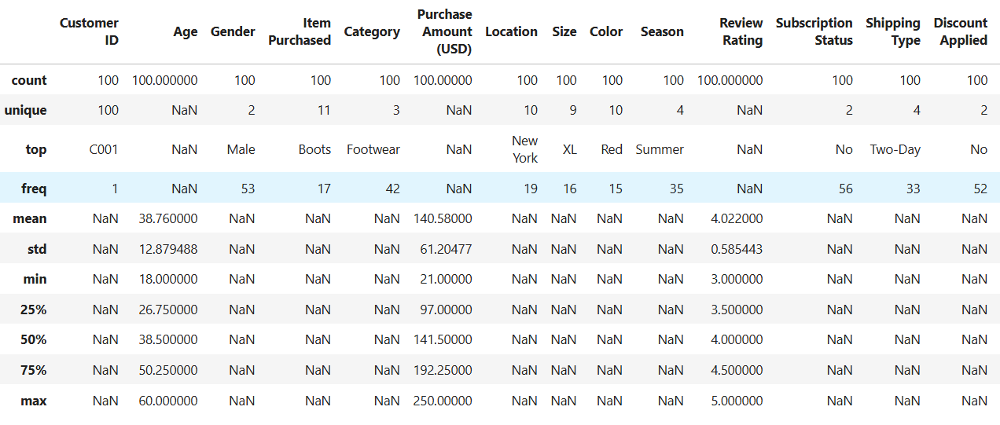 Customer ID Age Gender Item Purchased Category Purchase Amount (USD) Location Size Color Season Review Rating Subscription Status Shipping Type Discount Applied
count 100 100.000000 100 100 100 100.00000 100 100 100 100 100.000000 100 100 100
unique 100 NaN 2 11 3 NaN 10 9 10 4 NaN 2 4 2
top C001 NaN Male Boots Footwear NaN New York XL Red Summer NaN No Two-Day No
freq 1 NaN 53 17 42 NaN 19 16 15 35 NaN 56 33 52
mean NaN 38.760000 NaN NaN NaN 140.58000 NaN NaN NaN NaN 4.022000 NaN NaN NaN
std NaN 12.879488 NaN NaN NaN 61.20477 NaN NaN NaN NaN 0.585443 NaN NaN NaN
min NaN 18.000000 NaN NaN NaN 21.00000 NaN NaN NaN NaN 3.000000 NaN NaN NaN
25% NaN 26.750000 NaN NaN NaN 97.00000 NaN NaN NaN NaN 3.500000 NaN NaN NaN
50% NaN 38.500000 NaN NaN NaN 141.50000 NaN NaN NaN NaN 4.000000 NaN NaN NaN
75% NaN 50.250000 NaN NaN NaN 192.25000 NaN NaN NaN NaN 4.500000 NaN NaN NaN
max NaN 60.000000 NaN NaN NaN 250.00000 NaN NaN NaN NaN 5.000000 NaN NaN NaN